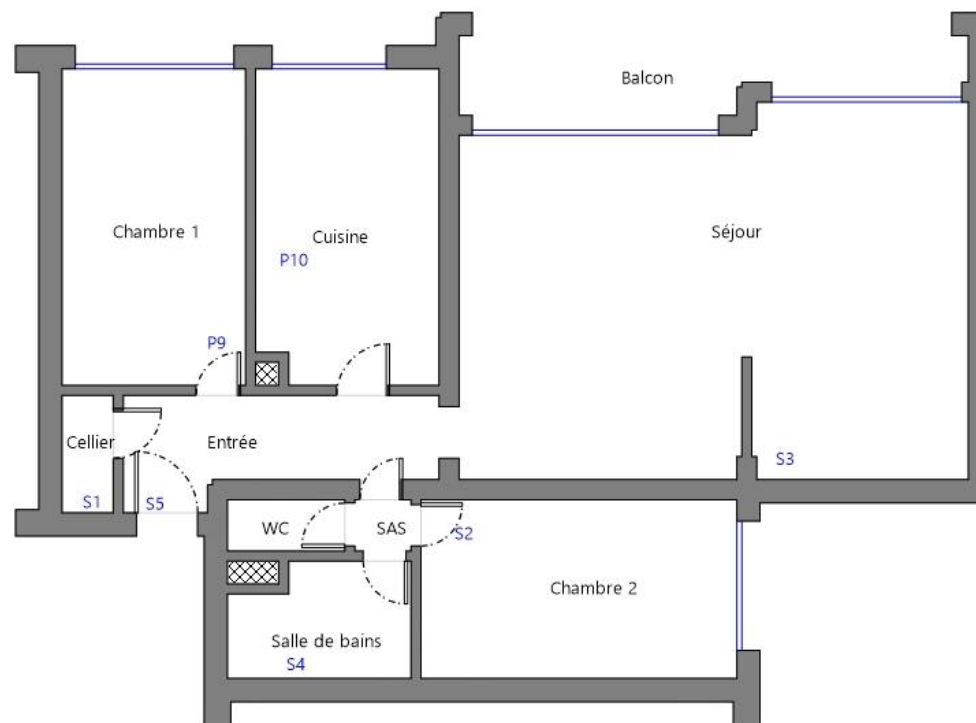 Balcon
Chambre 1
Cuisine
Séjour
P10
P9
Cellier
Entrée
S3
S1
S5
WC
SAS
S2
Chambre 2
Salle de bains
S4